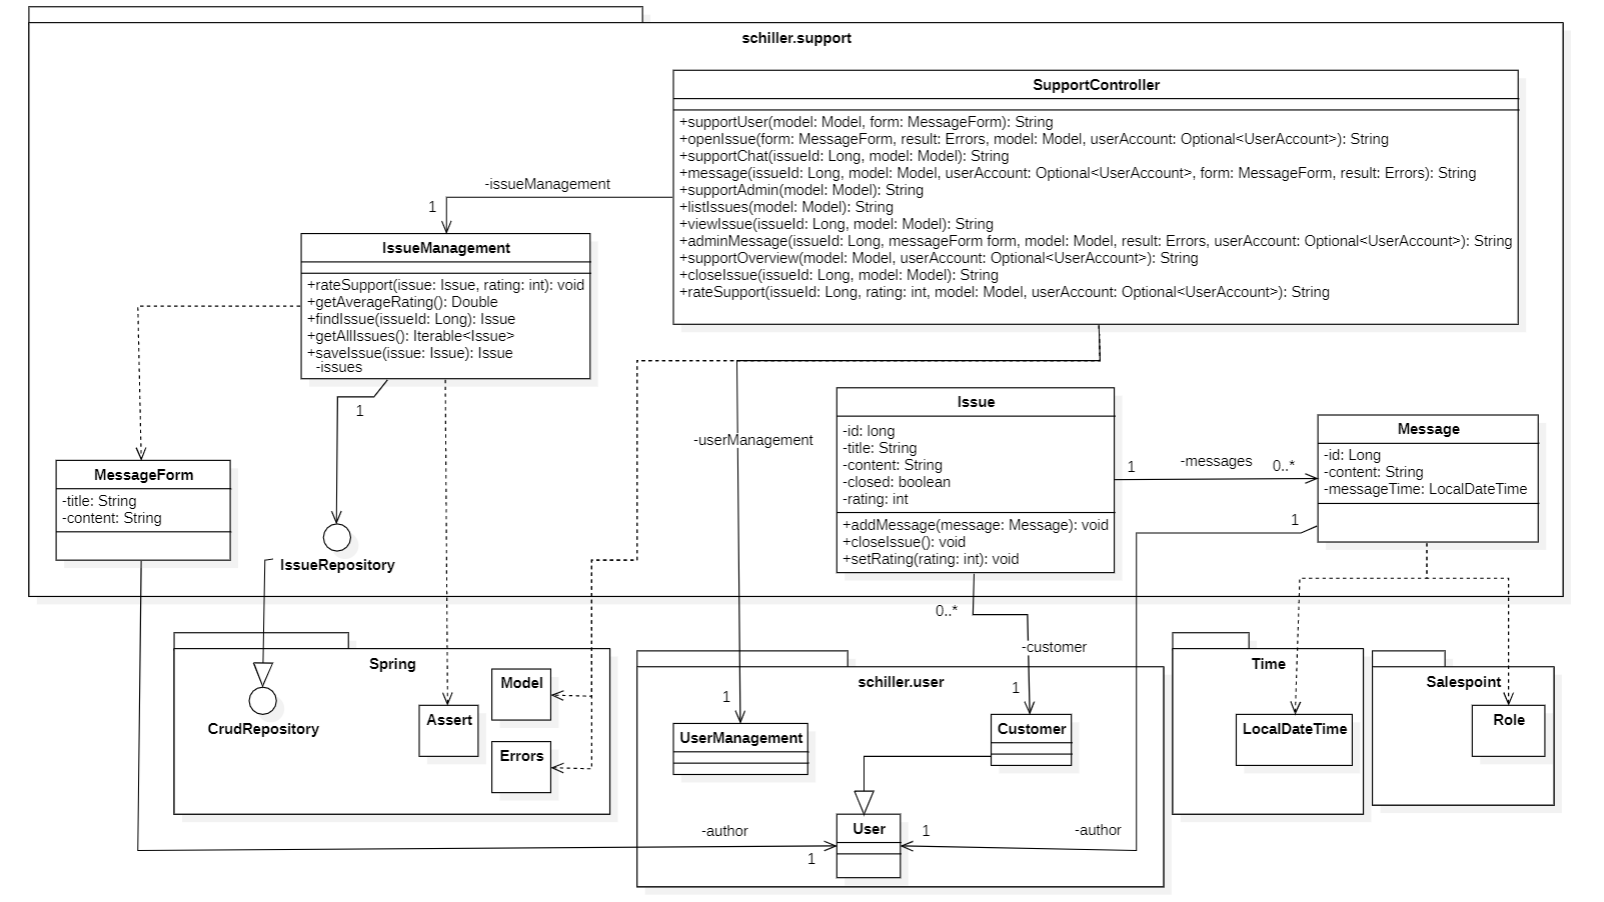 schiller.support
SupportController
+supportUser(model: Model, form: MessageForm): String
+openIssue(form: MessageForm, result: Errors, model: Model, userAccount: Optional<UserAccount>): String
+supportChat(issueId: Long, model: Model): String
+message(issueId: Long, model: Model, userAccount: Optional<UserAccount>, form: MessageForm, result: Errors): String
+supportAdmin(model: Model): String
+listIssues(model: Model): String
+viewIssue(issueId: Long, model: Model): String
+adminMessage(issueId: Long, messageForm form, model: Model, result: Errors, userAccount: Optional<UserAccount>): String
+supportOverview(model: Model, userAccount: Optional<UserAccount>): String
+closeIssue(issueId: Long, model: Model): String
+rateSupport(issueId: Long, rating: int, model: Model, userAccount: Optional<UserAccount>): String
-issueManagement
1
IssueManagement
+rateSupport(issue: Issue, rating: int): void
+getAverageRating(): Double
+findIssue(issueId: Long): Issue
+getAllIssues(): Iterable<Issue>
+saveIssue(issue: Issue): Issue
-issues
1
-userManagement
Issue
-id: long
-title: String
-content: String
-closed: boolean
-rating: int
+addMessage(message: Message): void
+closeIssue(): void
+setRating(rating: int): void
1
-messages
0..*
Message
-id: Long
-content: String
-messageTime: LocalDateTime
1
MessageForm
-title: String
-content: String
IssueRepository
0..*
-customer
1
1
Spring
CrudRepository
Assert
Model
Errors
schiller.user
UserManagement
Customer
User
-author
1
1
-author
Time
LocalDateTime
Salespoint
Role